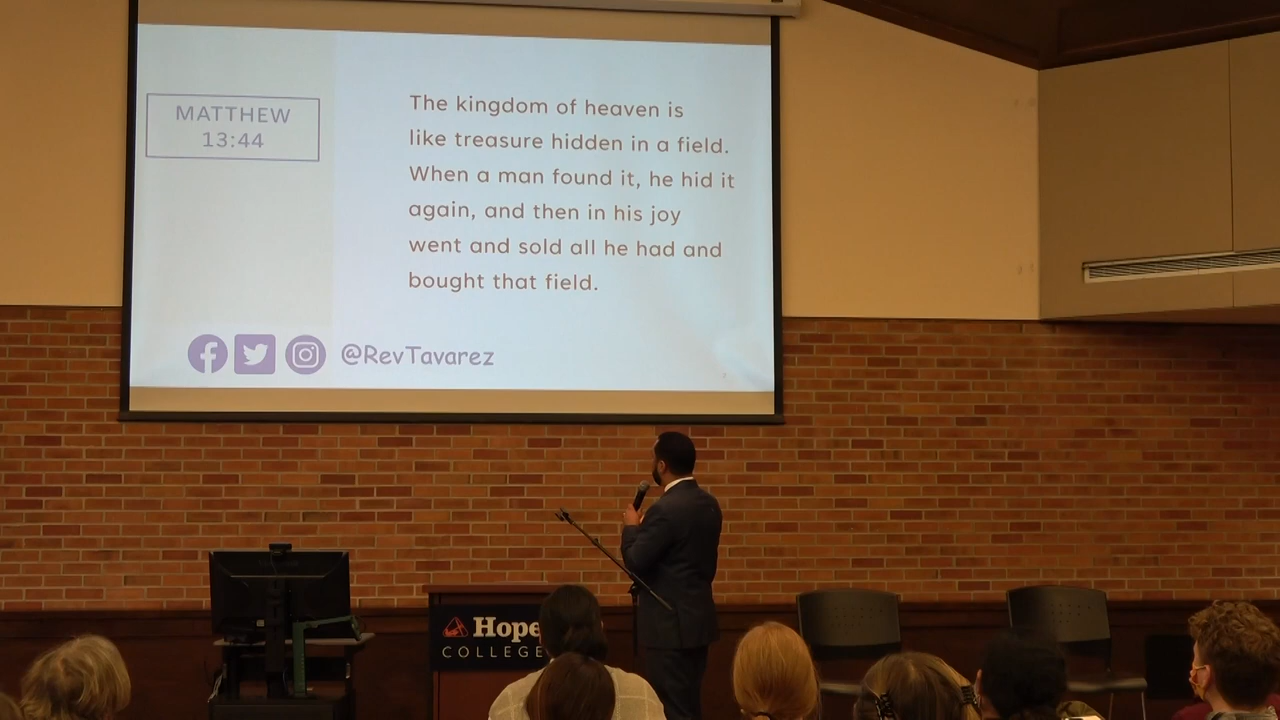 MATTHEW
13:44
The kingdom of heaven is
like treasure hidden in a field.
When a man found it, he hid it
again, and then in his joy
went and sold all he had and
bought that field.
@RevTavarez
Hope
COLLEGE